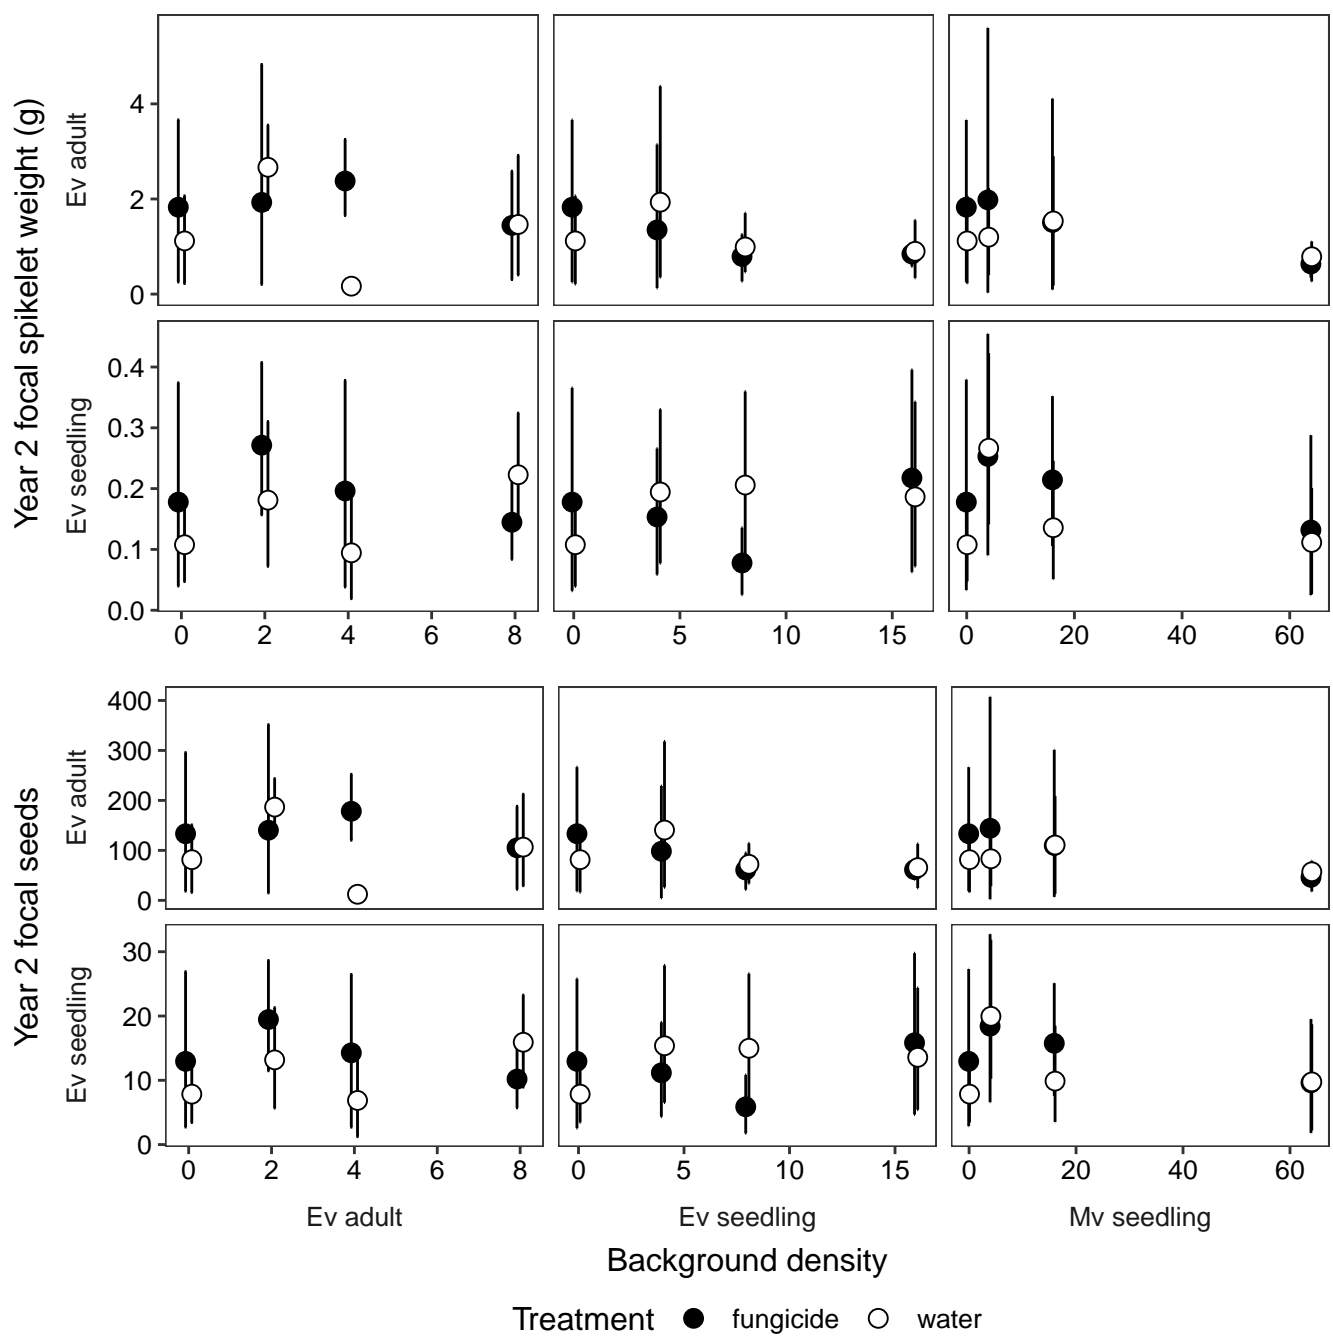 Year 2 focal spikelet weight (g)
Ev adult
4
2
0
Ev seedling
0.4
0.3
0.2
0.1
0.0
0 2 4 6 8
0 5 10 15
0 20 40 60
Year 2 focal seeds
Ev adult
400
300
200
100
0
Ev seedling
30
20
10
0
0 2 4 6 8
0 5 10 15
0 20 40 60
Ev adult
Ev seedling
Mv seedling
Background density
Treatment fungicide water